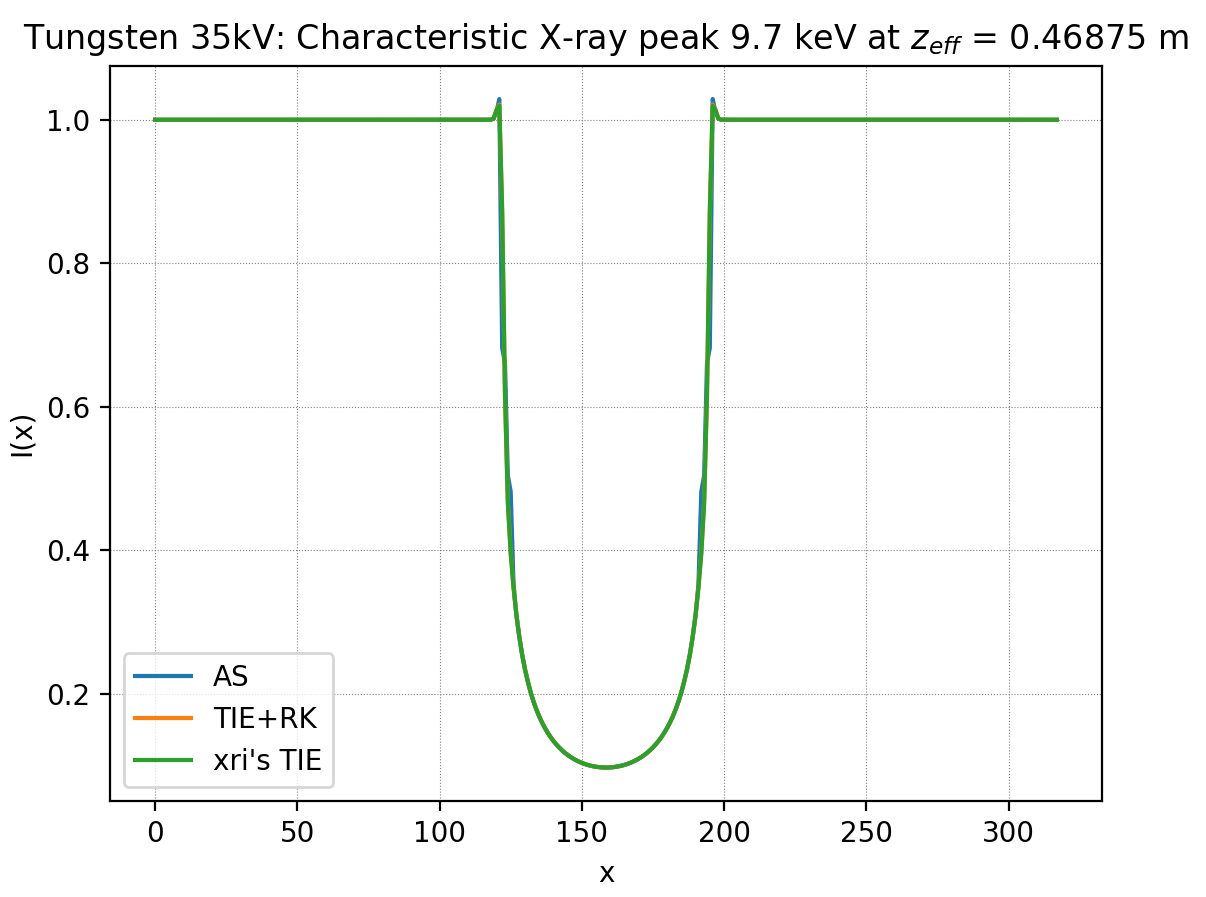 Tungsten 35kV: Characteristic X-ray peak 9.7 keV at z_eff = 0.46875 m
1.0
0.8
0.6
0.4
0.2
I(x)
AS
TIE+RK
xri's TIE
0 50 100 150 200 250 300
x